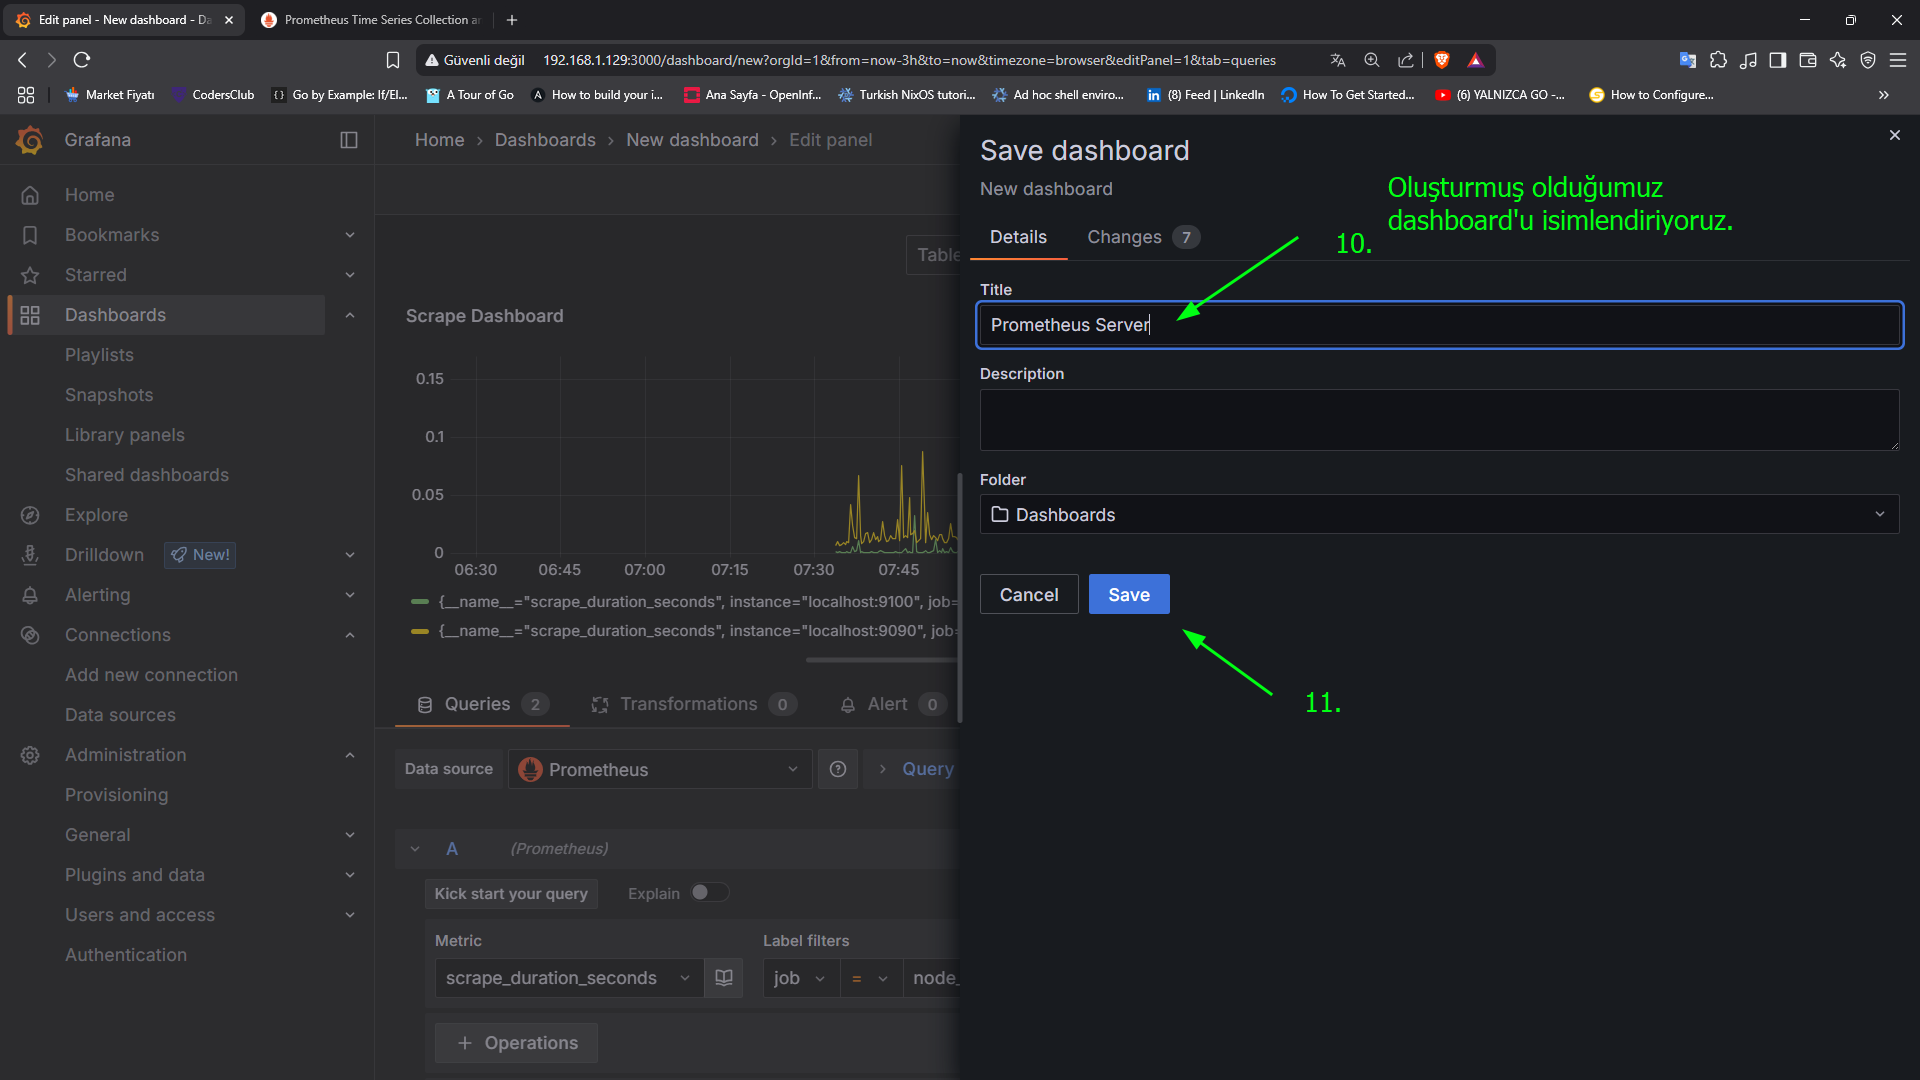 Edit panel - New dashboard - Da
Prometheus Time Series Collection an
Güvenli değil 192.168.1.129:3000/dashboard/new?orgId=1&from=now-3h&to=now&timezone=browser&editPanel=1&tab=queries
Market Fiyatı CodersClub Go by Example: If/El... A Tour of Go How to build your i... Ana Sayfa - OpenInf... Turkish NixOS tutori... Ad hoc shell enviro... (8) Feed | LinkedIn How To Get Started... (6) YALNIZCA GO -... How to Configure...
Grafana
Home
Bookmarks
Starred
Dashboards
Playlists
Snapshots
Library panels
Shared dashboards
Explore
Drilldown New!
Alerting
Connections
Add new connection
Data sources
Administration
Provisioning
General
Plugins and data
Users and access
Authentication
Home › Dashboards › New dashboard › Edit panel
Table
Scrape Dashboard
0.15
0.1
0.05
0
06:30 06:45 07:00 07:15 07:30 07:45
{__name__="scrape_duration_seconds", instance="localhost:9100", job=
{__name__="scrape_duration_seconds", instance="localhost:9090", job=
Queries 2 Transformations 0 Alert 0
Data source Prometheus Query
A (Prometheus)
Kick start your query Explain
Metric Label filters
scrape_duration_seconds job = node_
+ Operations
Save dashboard
New dashboard
Details Changes 7
Title
Prometheus Server
Description
Folder
Dashboards
Cancel Save
10.
Oluşturmuş olduğumuz
dashboard'u isimlendiriyoruz.
11.